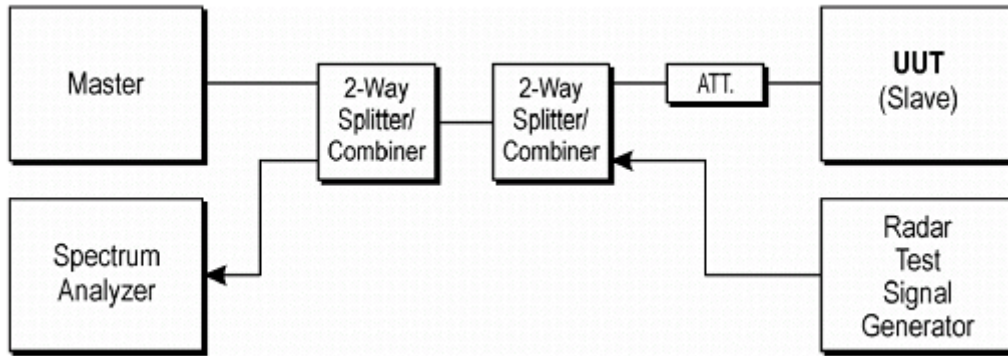 Master
2-Way
Splitter/
Combiner
2-Way
Splitter/
Combiner
ATT.
UUT
(Slave)
Spectrum
Analyzer
Radar
Test
Signal
Generator